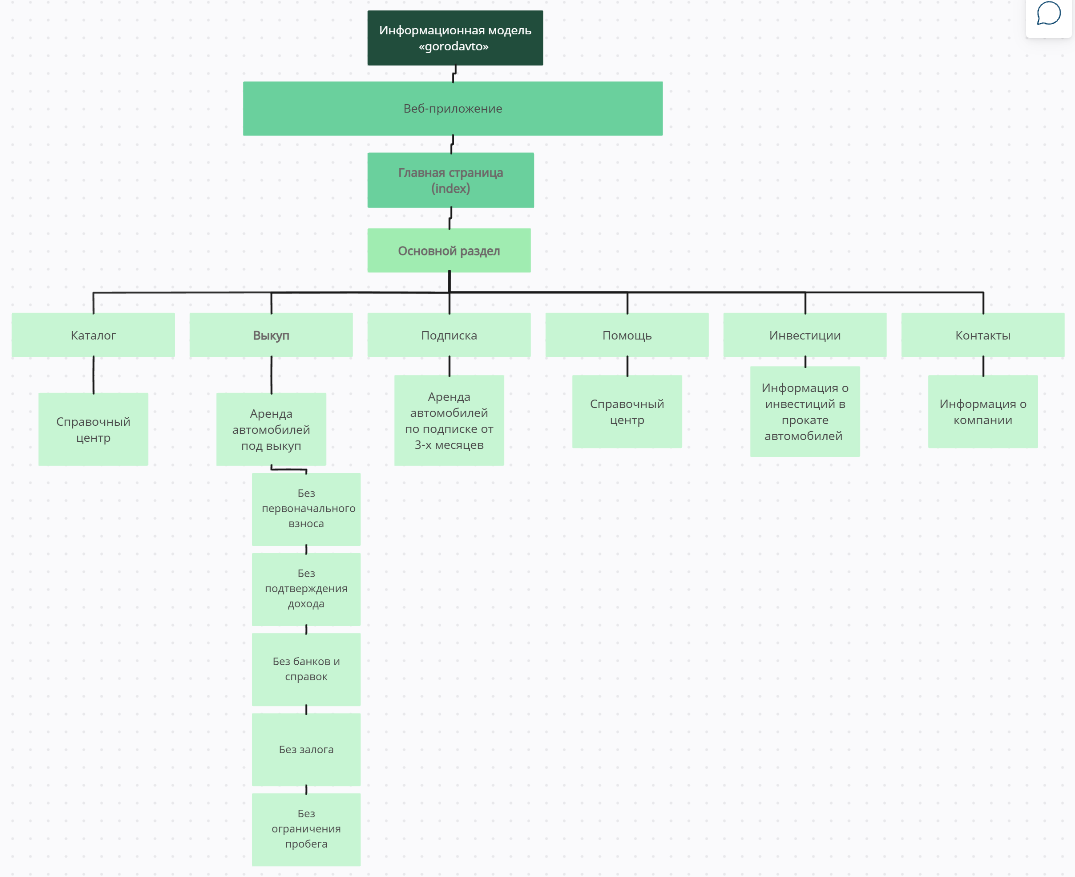 Информационная модель
«gorodavto»
Веб-приложение
Главная страница
(index)
Основной раздел
Каталог
Выкуп
Подписка
Помощь
Инвестиции
Контакты
Справочный
центр
Аренда
автомобилей
под выкуп
Аренда
автомобилей
по подписке от
3-х месяцев
Справочный
центр
Информация о
инвестиций в
прокате
автомобилей
Информация о
компании
Без
первоначального
взноса
Без
подтверждения
дохода
Без банков и
справок
Без залога
Без
ограничения
пробега